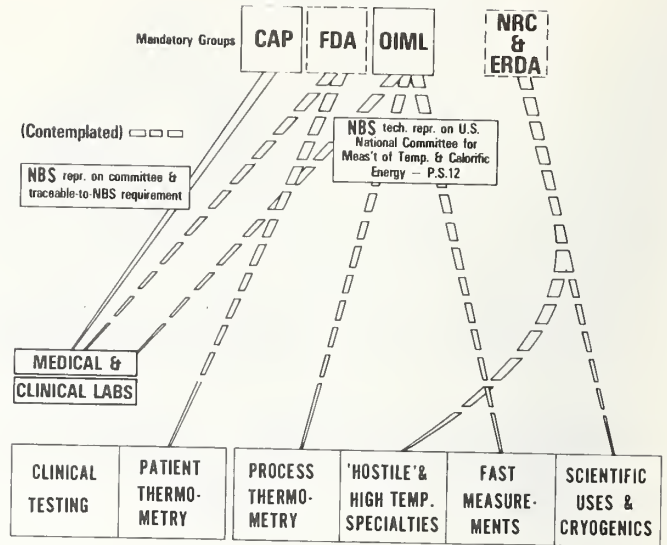 Mandatory Groups
CAP
FDA
OIML
NRC
&
ERDA
(Contemplated)
NBS repr. on committee &
traceable-to-NBS requirement
NBS tech. repr. on U.S.
National Committee for
Meas't of Temp. & Calorific
Energy — P.S.12
MEDICAL &
CLINICAL LABS
CLINICAL
TESTING
PATIENT
THERMO-
METRY
PROCESS
THERMO-
METRY
'HOSTILE' &
HIGH TEMP.
SPECIALTIES
FAST
MEASURE-
MENTS
SCIENTIFIC
USES &
CRYOGENICS